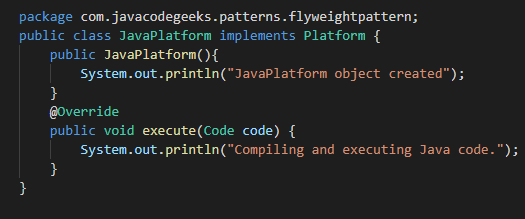 package com.javacodegeeks.patterns.flyweightpattern;
public class JavaPlatform implements Platform {
    public JavaPlatform(){
        System.out.println("JavaPlatform object created");
    }
    @Override
    public void execute(Code code) {
        System.out.println("Compiling and executing Java code.");
    }
}